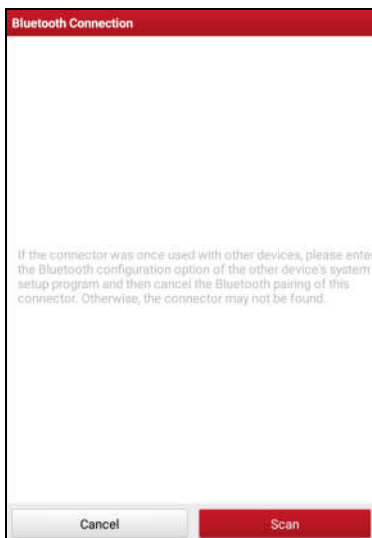 Bluetooth Connection
If the connector was once used with other devices, please enter
the Bluetooth configuration option of the other device's system
setup program and then cancel the Bluetooth pairing of this
connector. Otherwise, the connector may not be found.
Cancel
Scan